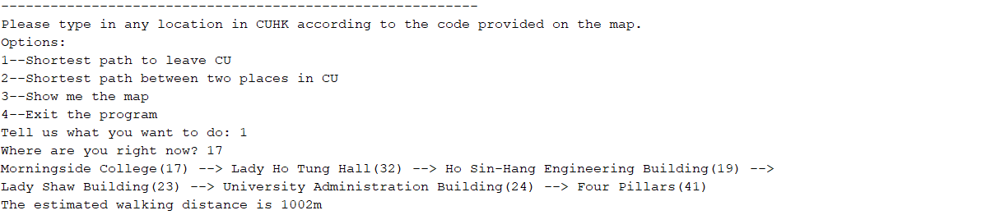 ----------------------------------------------------------
Please type in any location in CUHK according to the code provided on the map.
Options:
1--Shortest path to leave CU
2--Shortest path between two places in CU
3--Show me the map
4--Exit the program
Tell us what you want to do: 1
Where are you right now? 17
Morningside College(17) --> Lady Ho Tung Hall(32) --> Ho Sin-Hang Engineering Building(19) -->
Lady Shaw Building(23) --> University Administration Building(24) --> Four Pillars(41)
The estimated walking distance is 1002m